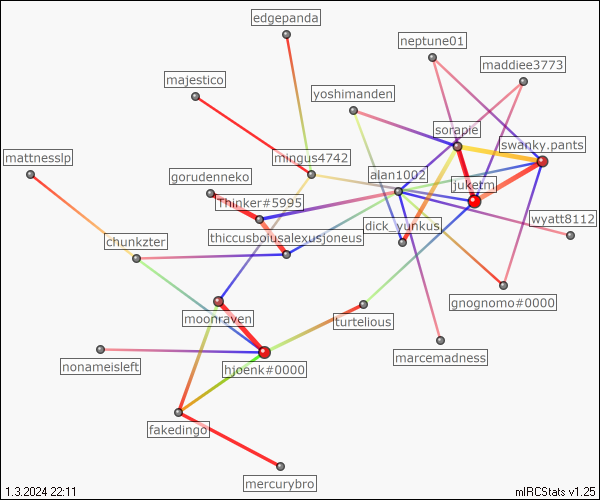 edgepanda
neptune01
maddiee3773
majestico
yoshimanden
sorapie
swanky.pants
mattnesslp
mingus4742
gorudenneko
alan1002
juketm
Thinker#5995
wyatt8112
dick_yunkus
chunkzter
thiccusbolusalexusjoneus
gnognomo#0000
moonraven
turtelious
marcemadness
nonameisleft
hjoenk#0000
fakedingo
mercurybro
1.3.2024 22:11
mIRCStats v1.25